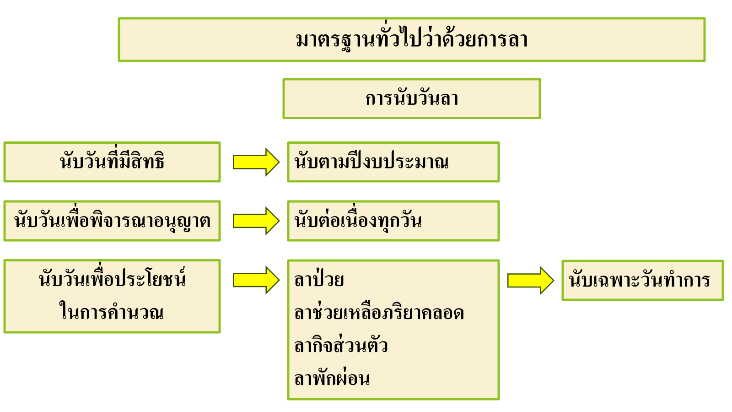 มาตรฐานทั่วไปว่าด้วยการลา
การนับวันลา
นับวันที่มีสิทธิ
นับตามปีงบประมาณ
นับวันเพื่อพิจารณาอนุญาต
นับต่อเนื่องทุกวัน
นับวันเพื่อประโยชน์
ในการคำนวณ
ลาป่วย
ลาช่วยเหลือภริยาคลอด
ลากิจส่วนตัว
ลาพักผ่อน
นับเฉพาะวันทำการ